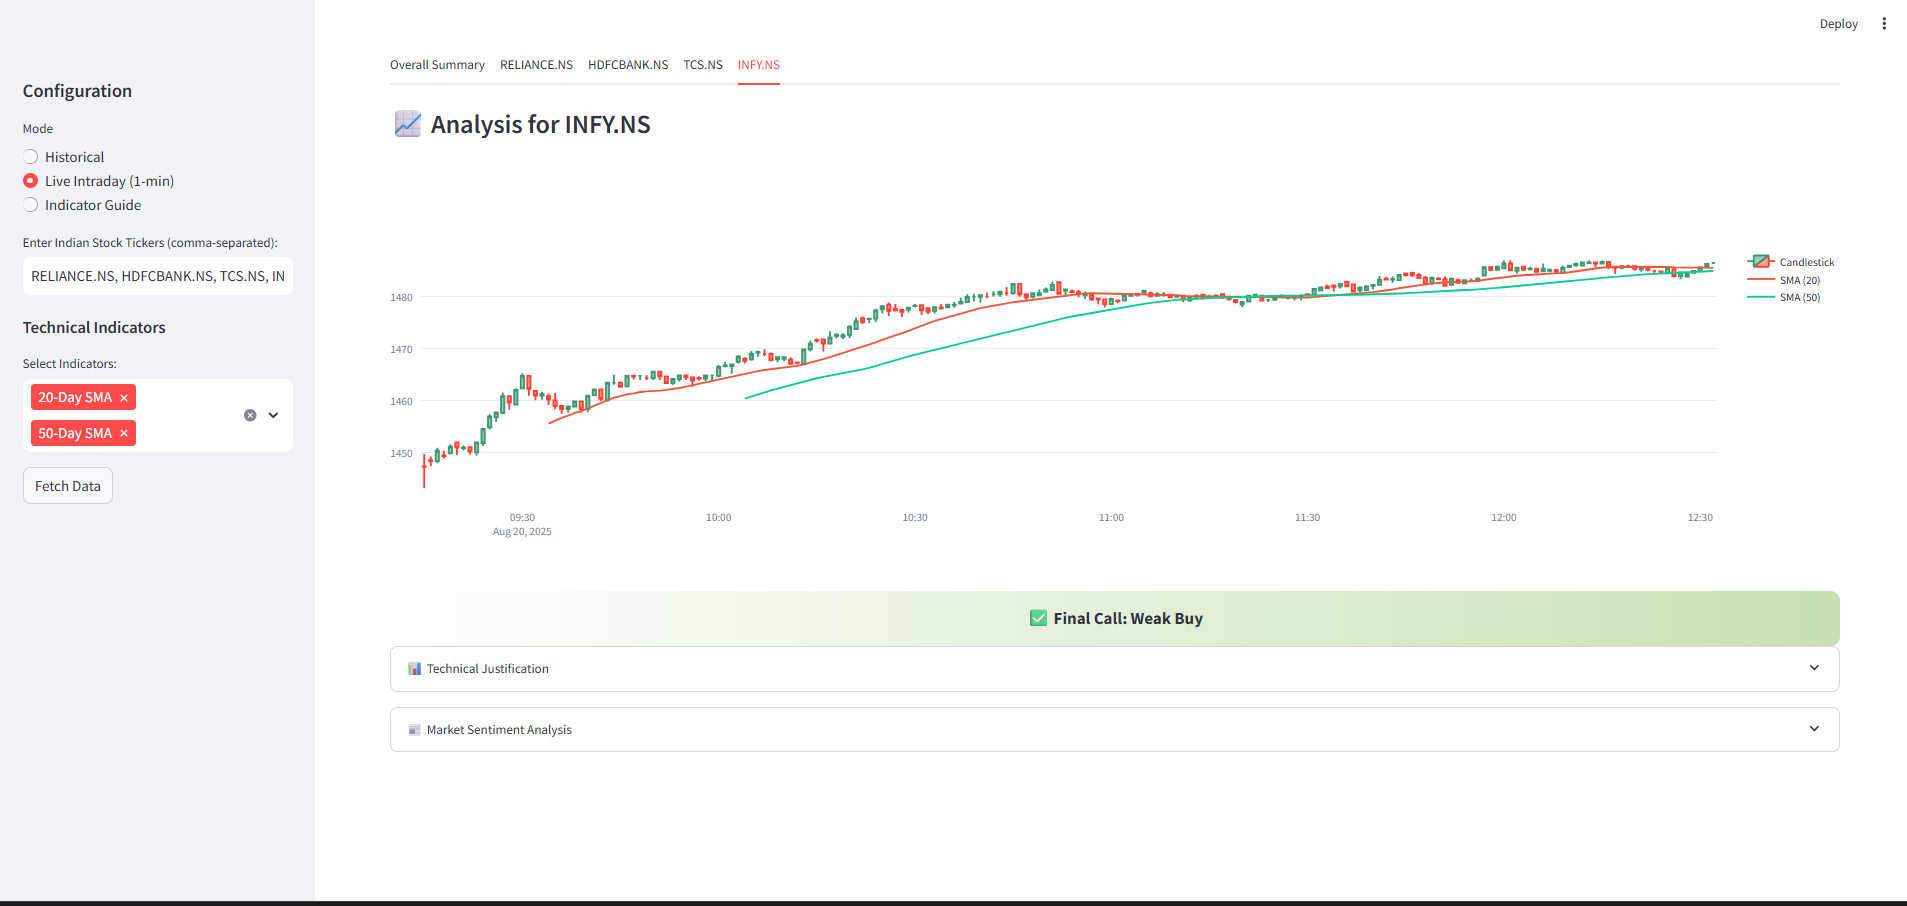 Deploy
Configuration
Mode
Historical
Live Intraday (1-min)
Indicator Guide
Enter Indian Stock Tickers (comma-separated):
RELIANCE.NS, HDFCBANK.NS, TCS.NS, IN
Technical Indicators
Select Indicators:
20-Day SMA ×
50-Day SMA ×
Fetch Data
Overall Summary RELIANCE.NS HDFCBANK.NS TCS.NS INFY.NS
Analysis for INFY.NS
1480
1470
1460
1450
09:30 10:00 10:30 11:00 11:30 12:00 12:30
Aug 20, 2025
Candlestick
SMA (20)
SMA (50)
Final Call: Weak Buy
Technical Justification
Market Sentiment Analysis